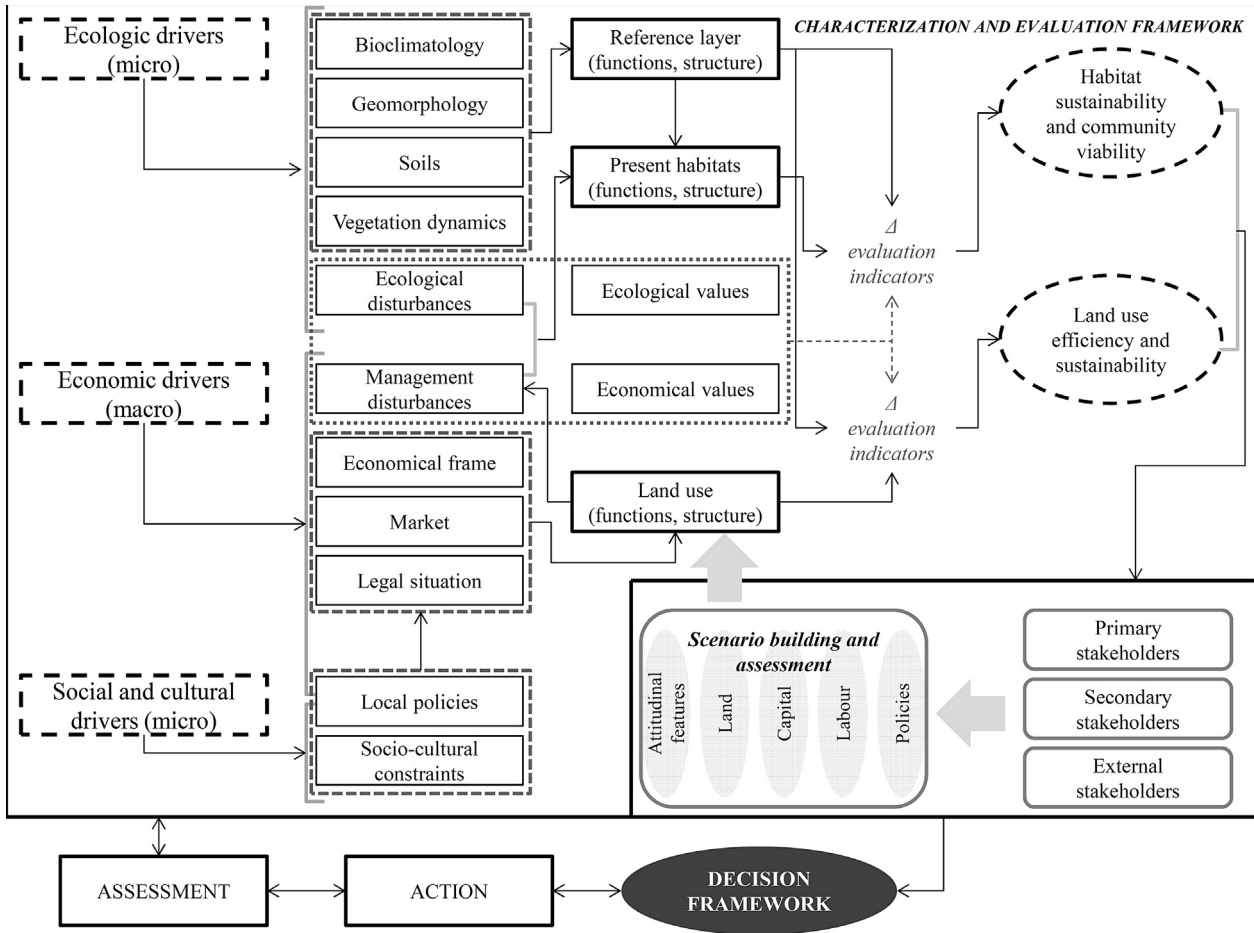 CHARACTERIZATION AND EVALUATION FRAMEWORK
Ecologic drivers
(micro)
Bioclimatology
Geomorphology
Soils
Vegetation dynamics
Reference layer
(functions, structure)
Present habitats
(functions, structure)
Habitat
sustainability
and community
viability
Δ
evaluation
indicators
Ecological
disturbances
Ecological values
Land use
efficiency and
sustainability
Economic drivers
(macro)
Management
disturbances
Economical values
Δ
evaluation
indicators
Economical frame
Market
Legal situation
Land use
(functions, structure)
Social and cultural
drivers (micro)
Local policies
Socio-cultural
constraints
Scenario building and
assessment
Attitudinal
features
Land
Capital
Labour
Policies
Primary
stakeholders
Secondary
stakeholders
External
stakeholders
ASSESSMENT
ACTION
DECISION
FRAMEWORK